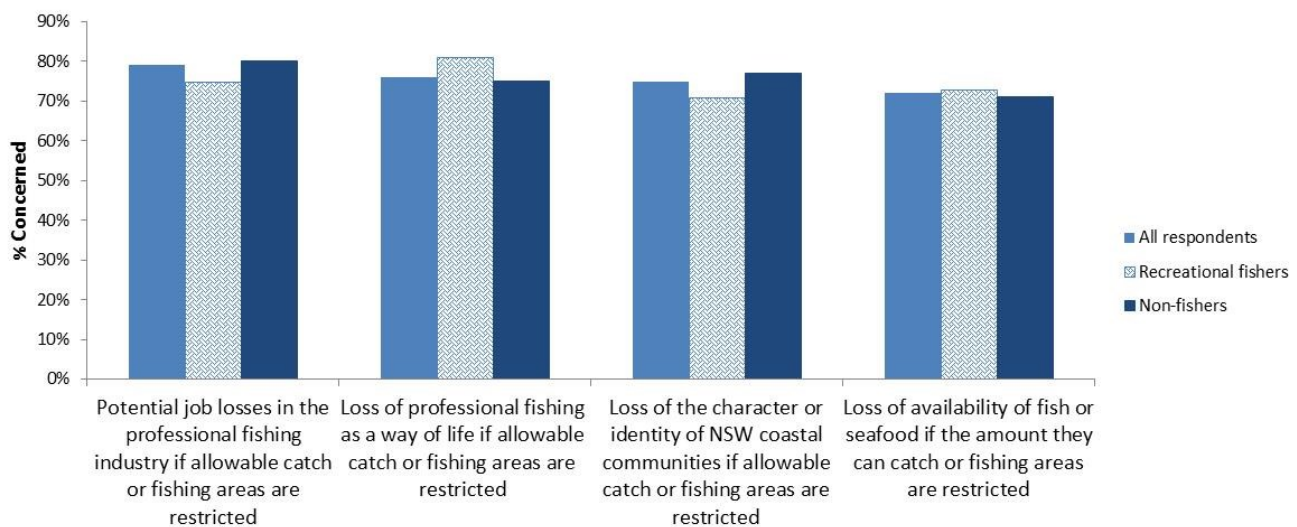 90%
80%
70%
60%
50%
40%
30%
20%
10%
0%
% Concerned
Potential job losses in the
professional fishing
industry if allowable catch
or fishing areas are
restricted
Loss of professional fishing
as a way of life if allowable
catch or fishing areas are
restricted
Loss of the character or
identity of NSW coastal
communities if allowable
catch or fishing areas are
restricted
Loss of availability of fish or
seafood if the amount they
can catch or fishing areas
are restricted
All respondents
Recreational fishers
Non-fishers